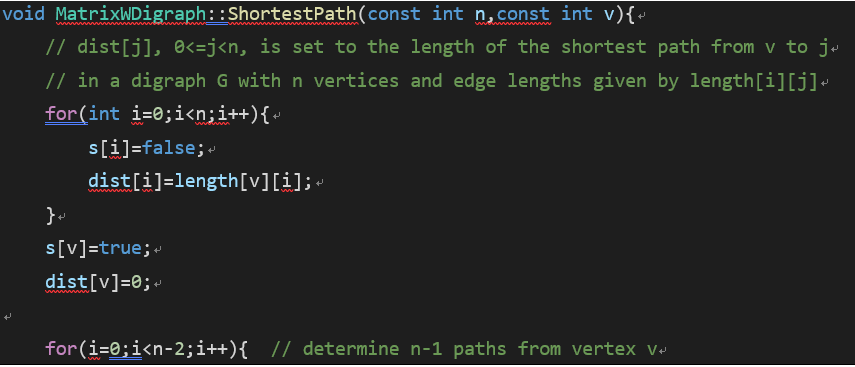 void MatrixWDigraph::ShortestPath(const int n,const int v){
// dist[j], 0<=j<n, is set to the length of the shortest path from v to j
// in a digraph G with n vertices and edge lengths given by length[i][j]
for(int i=0;i<n;i++){
s[i]=false;
dist[i]=length[v][i];
}
s[v]=true;
dist[v]=0;
for(i=0;i<n-2;i++){  // determine n-1 paths from vertex v